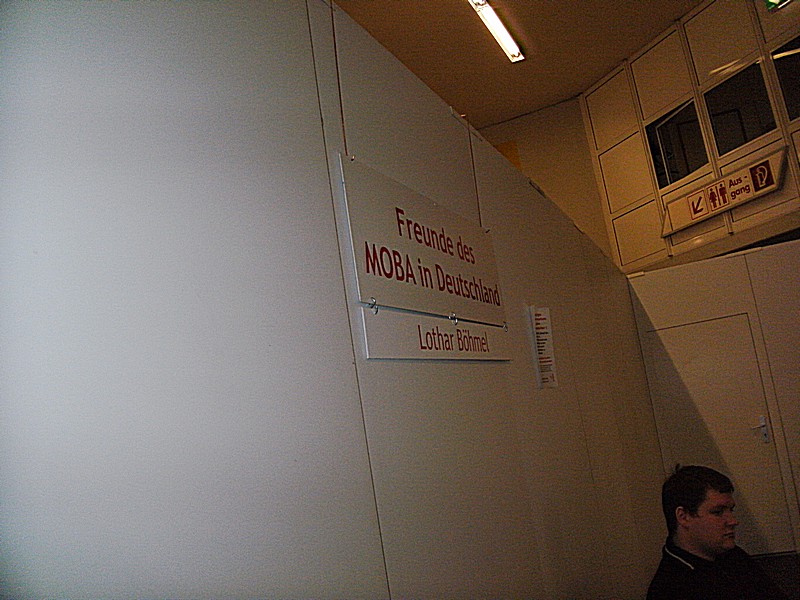 Freunde des
MOBA in Deutschland
Lothar Böhmel
Aus-
gang